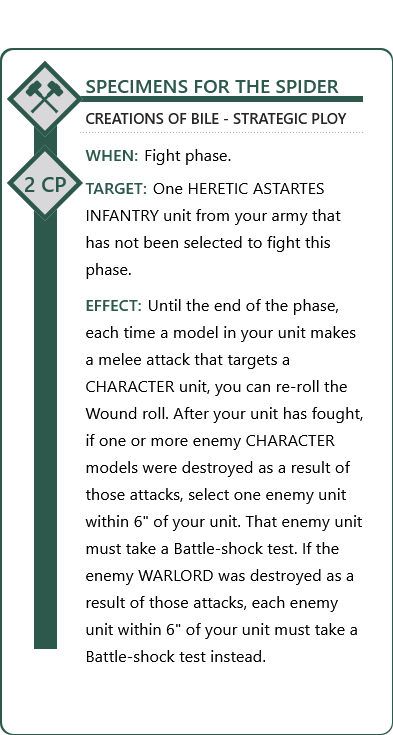 SPECIMENS FOR THE SPIDER
CREATIONS OF BILE - STRATEGIC PLOY
2 CP
WHEN: Fight phase.
TARGET: One HERETIC ASTARTES
INFANTRY unit from your army that
has not been selected to fight this
phase.
EFFECT: Until the end of the phase,
each time a model in your unit makes
a melee attack that targets a
CHARACTER unit, you can re-roll the
Wound roll. After your unit has fought,
if one or more enemy CHARACTER
models were destroyed as a result of
those attacks, select one enemy unit
within 6" of your unit. That enemy unit
must take a Battle-shock test. If the
enemy WARLORD was destroyed as a
result of those attacks, each enemy
unit within 6" of your unit must take a
Battle-shock test instead.